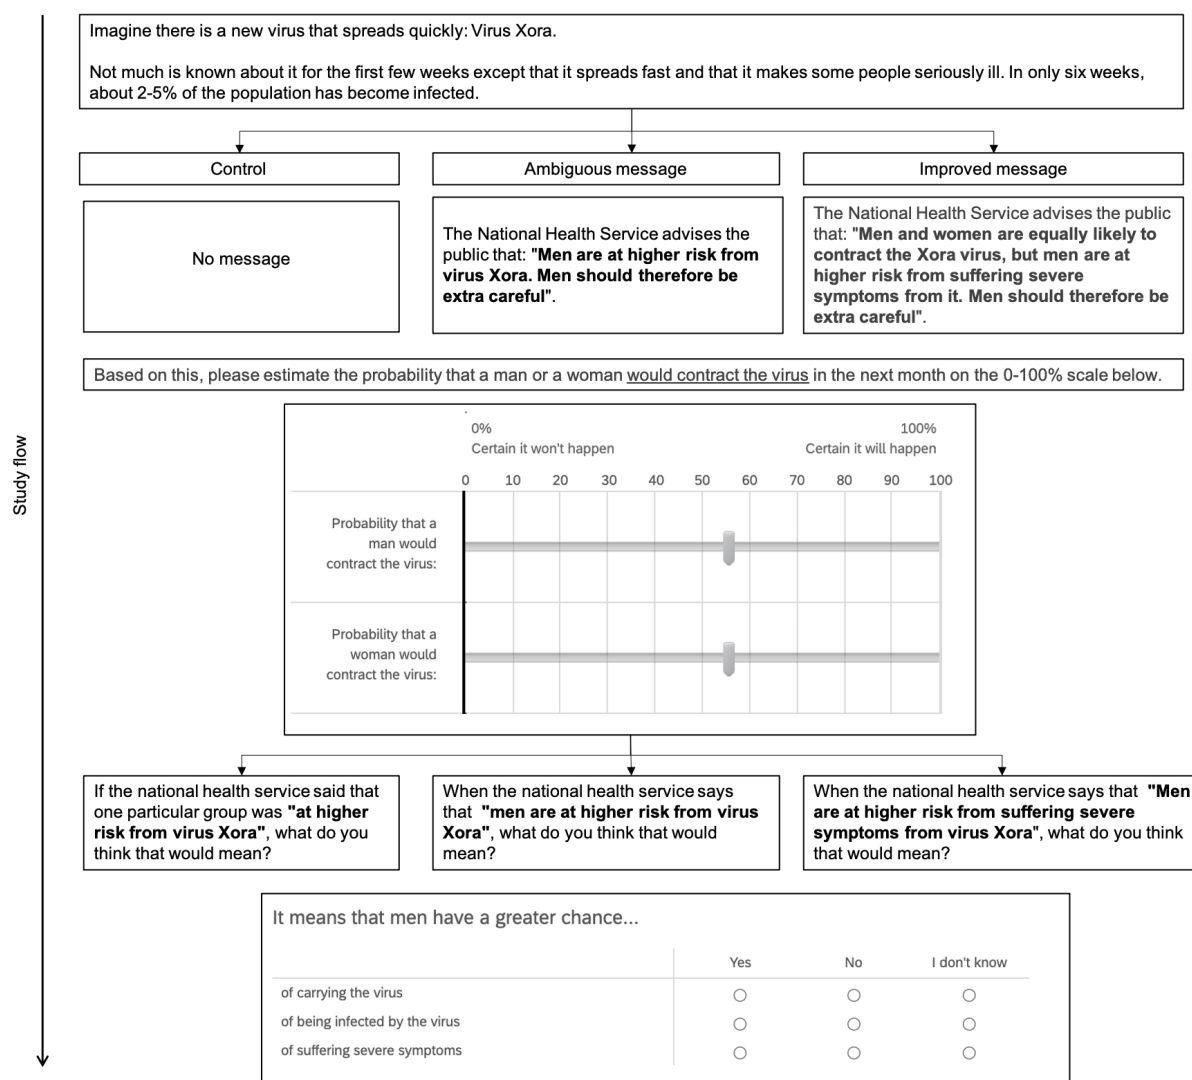 Imagine there is a new virus that spreads quickly: Virus Xora.
Not much is known about it for the first few weeks except that it spreads fast and that it makes some people seriously ill. In only six weeks,
about 2-5% of the population has become infected.
Control
Ambiguous message
Improved message
No message
The National Health Service advises the
public that: "Men are at higher risk from
virus Xora. Men should therefore be
extra careful".
The National Health Service advises the public
that: "Men and women are equally likely to
contract the Xora virus, but men are at
higher risk from suffering severe
symptoms from it. Men should therefore be
extra careful".
Based on this, please estimate the probability that a man or a woman would contract the virus in the next month on the 0-100% scale below.
Study flow
0% 100%
Certain it won't happen Certain it will happen
0 10 20 30 40 50 60 70 80 90 100
Probability that a
man would
contract the virus:
Probability that a
woman would
contract the virus:
If the national health service said that
one particular group was "at higher
risk from virus Xora", what do you
think that would mean?
When the national health service says
that "men are at higher risk from virus
Xora", what do you think that would
mean?
When the national health service says that "Men
are at higher risk from suffering severe
symptoms from virus Xora", what do you think
that would mean?
It means that men have a greater chance...
Yes No I don't know
of carrying the virus
of being infected by the virus
of suffering severe symptoms